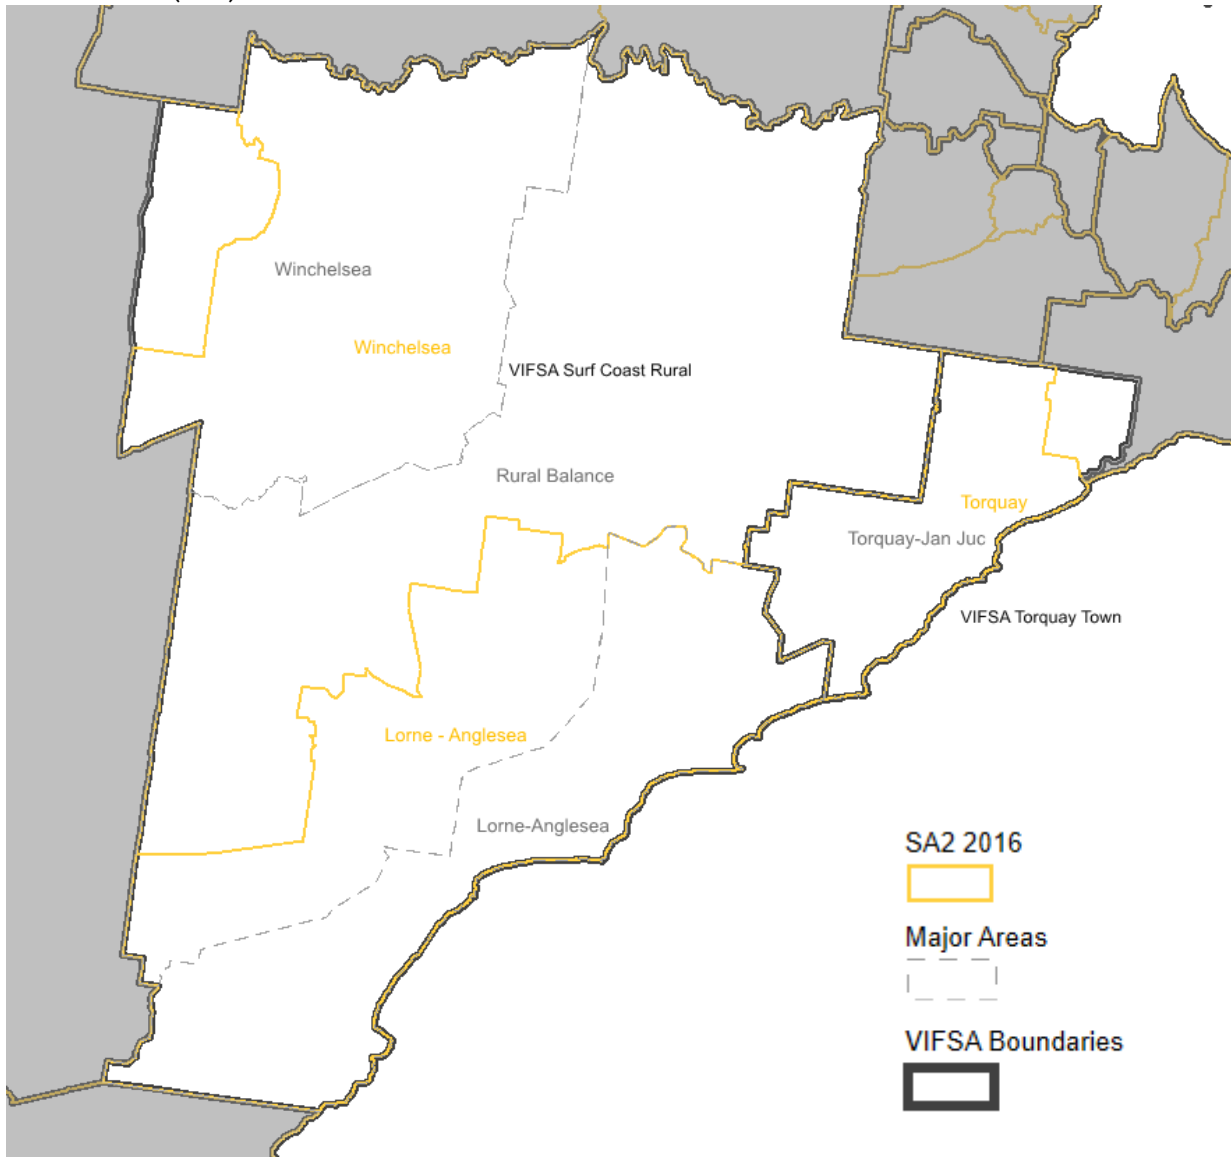 Winchelsea
Winchelsea
VIFSA Surf Coast Rural
Rural Balance
Torquay
Torquay-Jan Juc
VIFSA Torquay Town
Lorne - Anglesea
Lorne-Anglesea
SA2 2016
Major Areas
VIFSA Boundaries